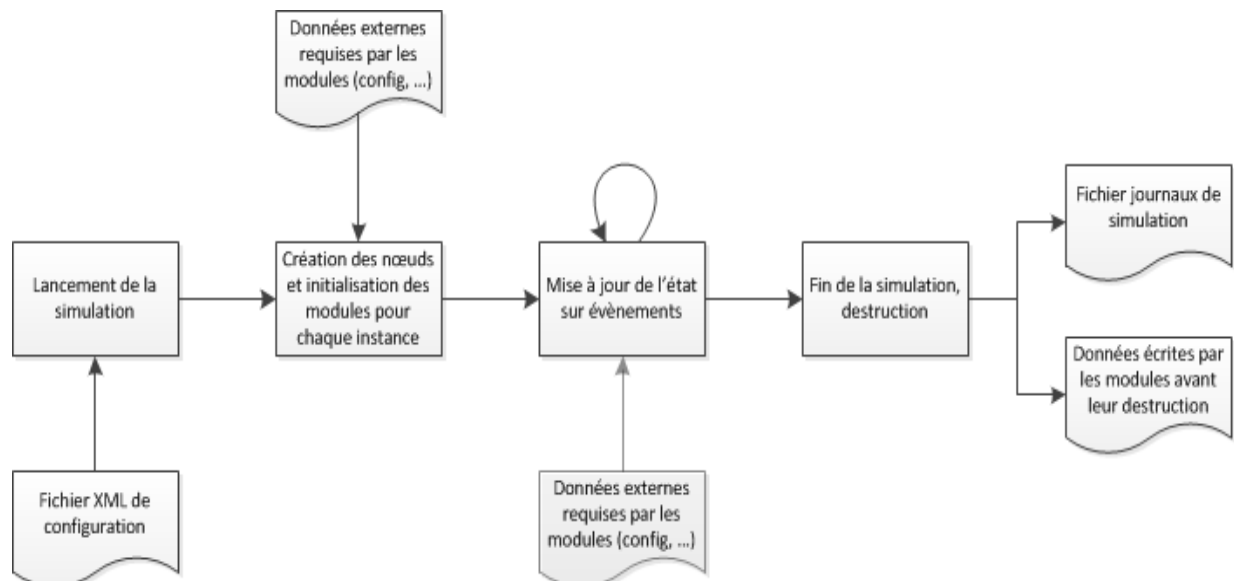 Données externes
requises par les
modules (config, ...)
Lancement de la
simulation
Création des nœuds
et initialisation des
modules pour
chaque instance
Mise à jour de l'état
sur évènements
Fin de la simulation,
destruction
Fichier journaux de
simulation
Données écrites par
les modules avant
leur destruction
Fichier XML de
configuration
Données externes
requises par les
modules (config, ...)